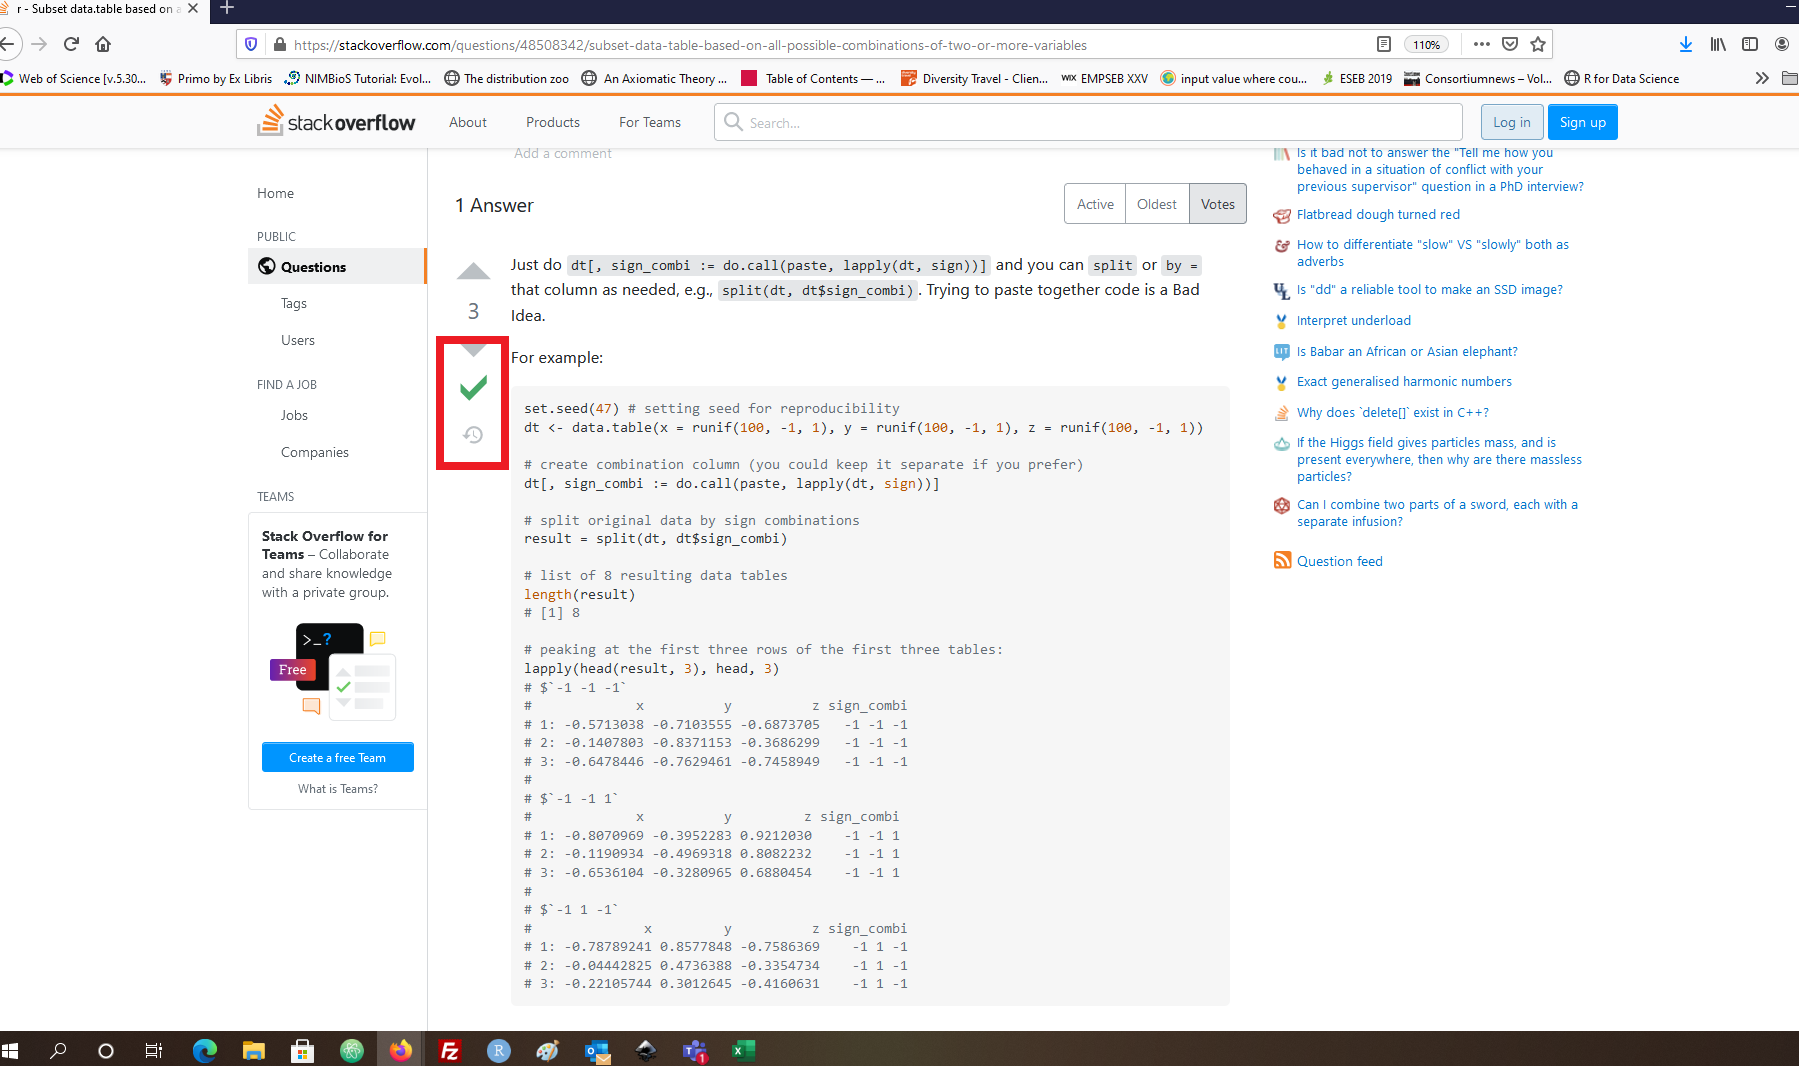 r - Subset data.table based on a
https://stackoverflow.com/questions/48508342/subset-data-table-based-on-all-possible-combinations-of-two-or-more-variables
110%
Web of Science [v.5.30... Primo by Ex Libris NIMBioS Tutorial: Evol... The distribution zoo An Axiomatic Theory ... Table of Contents — ... Diversity Travel - Clien... WIX EMPSEB XXV input value where cou... ESEB 2019 Consortiumnews – Vol... R for Data Science
stackoverflow About Products For Teams Search... Log in Sign up
Add a comment
Home
PUBLIC
Questions
Tags
Users
FIND A JOB
Jobs
Companies
TEAMS
Stack Overflow for
Teams – Collaborate
and share knowledge
with a private group.
>_?
Free
Create a free Team
What is Teams?
1 Answer
Active Oldest Votes
3
Just do dt[, sign_combi := do.call(paste, lapply(dt, sign))] and you can split or by =
that column as needed, e.g., split(dt, dt$sign_combi). Trying to paste together code is a Bad
Idea.
For example:
set.seed(47) # setting seed for reproducibility
dt <- data.table(x = runif(100, -1, 1), y = runif(100, -1, 1), z = runif(100, -1, 1))
# create combination column (you could keep it separate if you prefer)
dt[, sign_combi := do.call(paste, lapply(dt, sign))]
# split original data by sign combinations
result = split(dt, dt$sign_combi)
# list of 8 resulting data tables
length(result)
# [1] 8
# peaking at the first three rows of the first three tables:
lapply(head(result, 3), head, 3)
# $`-1 -1 -1`
# x y z sign_combi
# 1: -0.5713038 -0.7103555 -0.6873705 -1 -1 -1
# 2: -0.1407803 -0.8371153 -0.3686299 -1 -1 -1
# 3: -0.6478446 -0.7629461 -0.7458949 -1 -1 -1
#
# $`-1 -1 1`
# x y z sign_combi
# 1: -0.8070969 -0.3952283 0.9212030 -1 -1 1
# 2: -0.1190934 -0.4969318 0.8082232 -1 -1 1
# 3: -0.6536104 -0.3280965 0.6880454 -1 -1 1
#
# $`-1 1 -1`
# x y z sign_combi
# 1: -0.78789241 0.8577848 -0.7586369 -1 1 -1
# 2: -0.04442825 0.4736388 -0.3354734 -1 1 -1
# 3: -0.22105744 0.3012645 -0.4160631 -1 1 -1
Is it bad not to answer the "Tell me how you
behaved in a situation of conflict with your
previous supervisor" question in a PhD interview?
Flatbread dough turned red
How to differentiate "slow" VS "slowly" both as
adverbs
Is "dd" a reliable tool to make an SSD image?
Interpret underload
LIT
Is Babar an African or Asian elephant?
Exact generalised harmonic numbers
Why does `delete[]` exist in C++?
If the Higgs field gives particles mass, and is
present everywhere, then why are there massless
particles?
Can I combine two parts of a sword, each with a
separate infusion?
Question feed